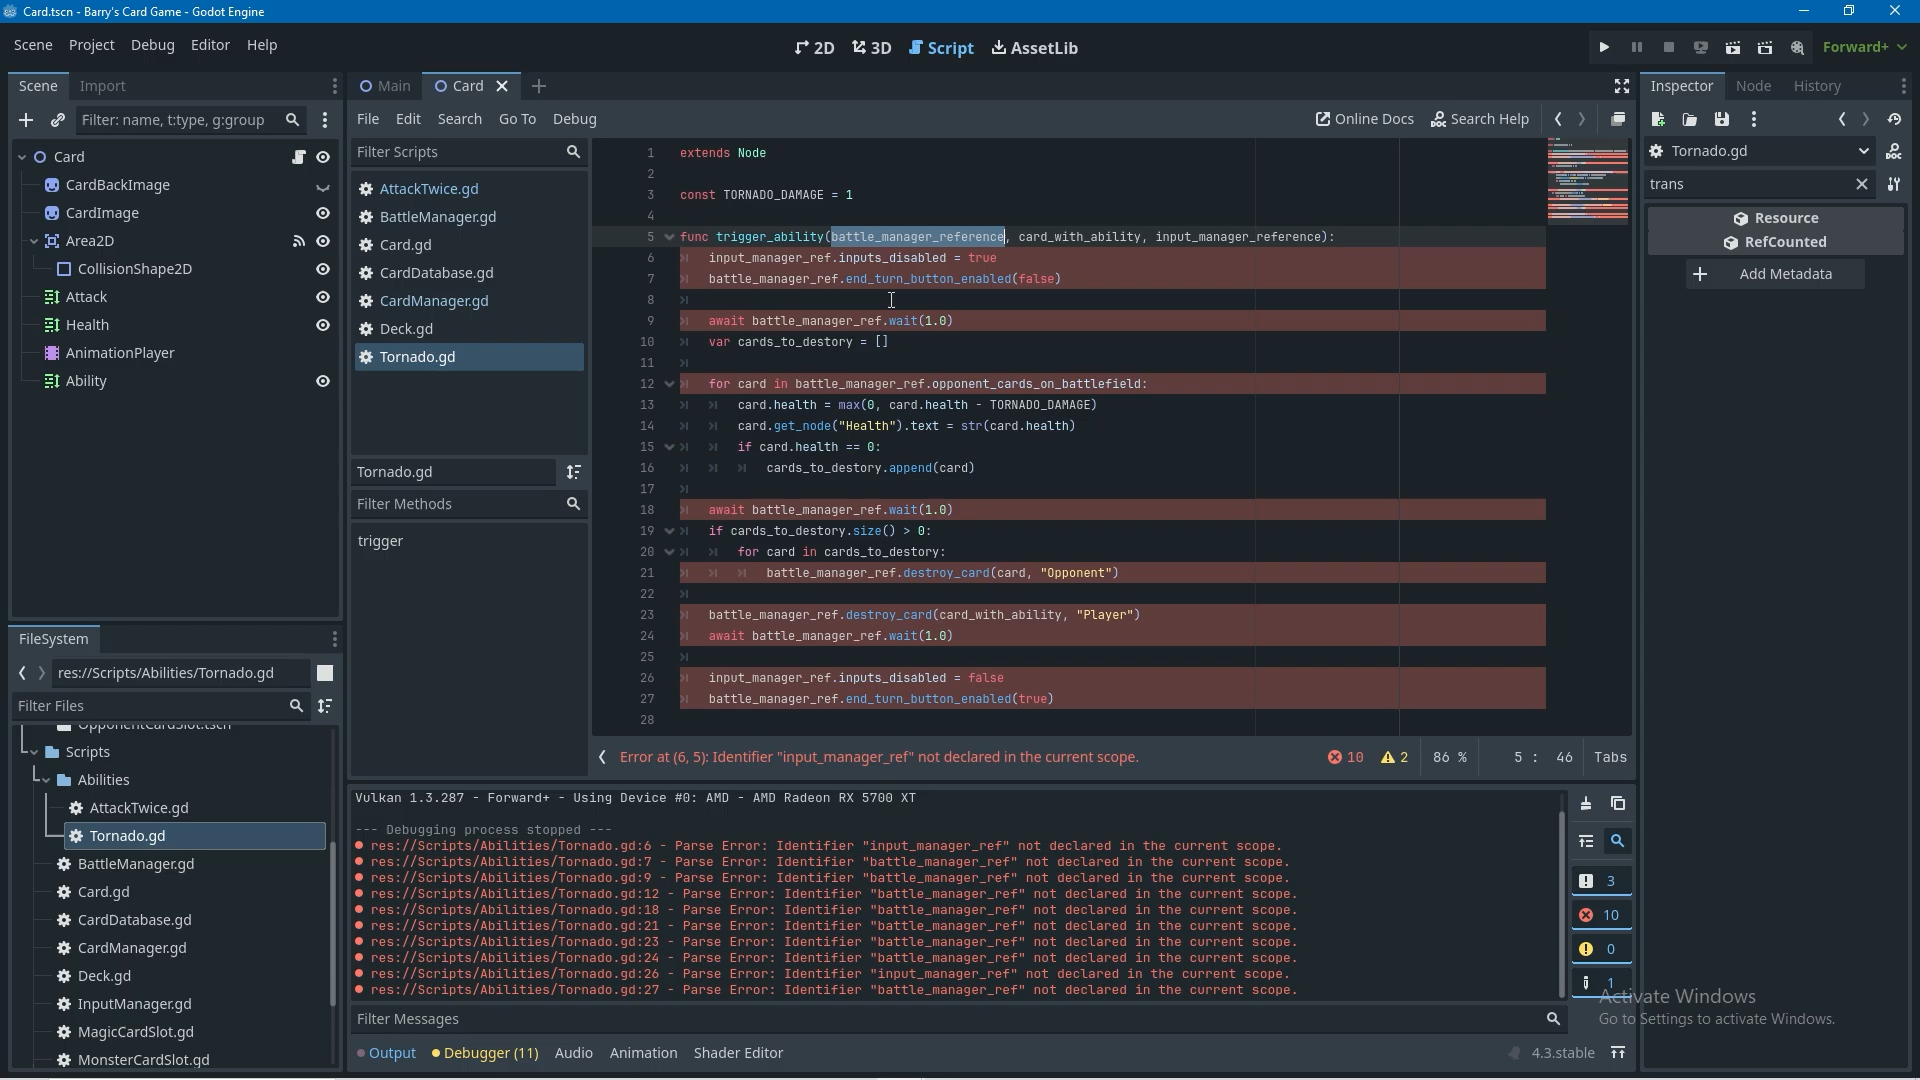 Card.tscn - Barry's Card Game - Godot Engine
Scene Project Debug Editor Help
2D 3D Script AssetLib
Forward+
Scene Import
Filter: name, t:type, g:group
Card
CardBackImage
CardImage
Area2D
CollisionShape2D
Attack
Health
AnimationPlayer
Ability
FileSystem
res://Scripts/Abilities/Tornado.gd
Filter Files
OpponentCardSlot.tscn
Scripts
Abilities
AttackTwice.gd
Tornado.gd
BattleManager.gd
Card.gd
CardDatabase.gd
CardManager.gd
Deck.gd
InputManager.gd
MagicCardSlot.gd
MonsterCardSlot.gd
Main Card
File Edit Search Go To Debug
Online Docs Search Help
Filter Scripts
AttackTwice.gd
BattleManager.gd
Card.gd
CardDatabase.gd
CardManager.gd
Deck.gd
Tornado.gd
Tornado.gd
Filter Methods
trigger
1 extends Node
2
3 const TORNADO_DAMAGE = 1
4
5 func trigger_ability(battle_manager_reference, card_with_ability, input_manager_reference):
6 input_manager_ref.inputs_disabled = true
7 battle_manager_ref.end_turn_button_enabled(false)
8
9 await battle_manager_ref.wait(1.0)
10 var cards_to_destory = []
11
12 for card in battle_manager_ref.opponent_cards_on_battlefield:
13 card.health = max(0, card.health - TORNADO_DAMAGE)
14 card.get_node("Health").text = str(card.health)
15 if card.health == 0:
16 cards_to_destory.append(card)
17
18 await battle_manager_ref.wait(1.0)
19 if cards_to_destory.size() > 0:
20 for card in cards_to_destory:
21 battle_manager_ref.destroy_card(card, "Opponent")
22
23 battle_manager_ref.destroy_card(card_with_ability, "Player")
24 await battle_manager_ref.wait(1.0)
25
26 input_manager_ref.inputs_disabled = false
27 battle_manager_ref.end_turn_button_enabled(true)
28
Error at (6, 5): Identifier "input_manager_ref" not declared in the current scope.
10 2 86 % 5 : 46 Tabs
Vulkan 1.3.287 - Forward+ - Using Device #0: AMD - AMD Radeon RX 5700 XT
--- Debugging process stopped ---
res://Scripts/Abilities/Tornado.gd:6 - Parse Error: Identifier "input_manager_ref" not declared in the current scope.
res://Scripts/Abilities/Tornado.gd:7 - Parse Error: Identifier "battle_manager_ref" not declared in the current scope.
res://Scripts/Abilities/Tornado.gd:9 - Parse Error: Identifier "battle_manager_ref" not declared in the current scope.
res://Scripts/Abilities/Tornado.gd:12 - Parse Error: Identifier "battle_manager_ref" not declared in the current scope.
res://Scripts/Abilities/Tornado.gd:18 - Parse Error: Identifier "battle_manager_ref" not declared in the current scope.
res://Scripts/Abilities/Tornado.gd:21 - Parse Error: Identifier "battle_manager_ref" not declared in the current scope.
res://Scripts/Abilities/Tornado.gd:23 - Parse Error: Identifier "battle_manager_ref" not declared in the current scope.
res://Scripts/Abilities/Tornado.gd:24 - Parse Error: Identifier "battle_manager_ref" not declared in the current scope.
res://Scripts/Abilities/Tornado.gd:26 - Parse Error: Identifier "input_manager_ref" not declared in the current scope.
res://Scripts/Abilities/Tornado.gd:27 - Parse Error: Identifier "battle_manager_ref" not declared in the current scope.
3
10
0
1
Filter Messages
Output Debugger (11) Audio Animation Shader Editor
4.3.stable
Inspector Node History
Tornado.gd
trans
Resource
RefCounted
Add Metadata
Activate Windows
Go to Settings to activate Windows.